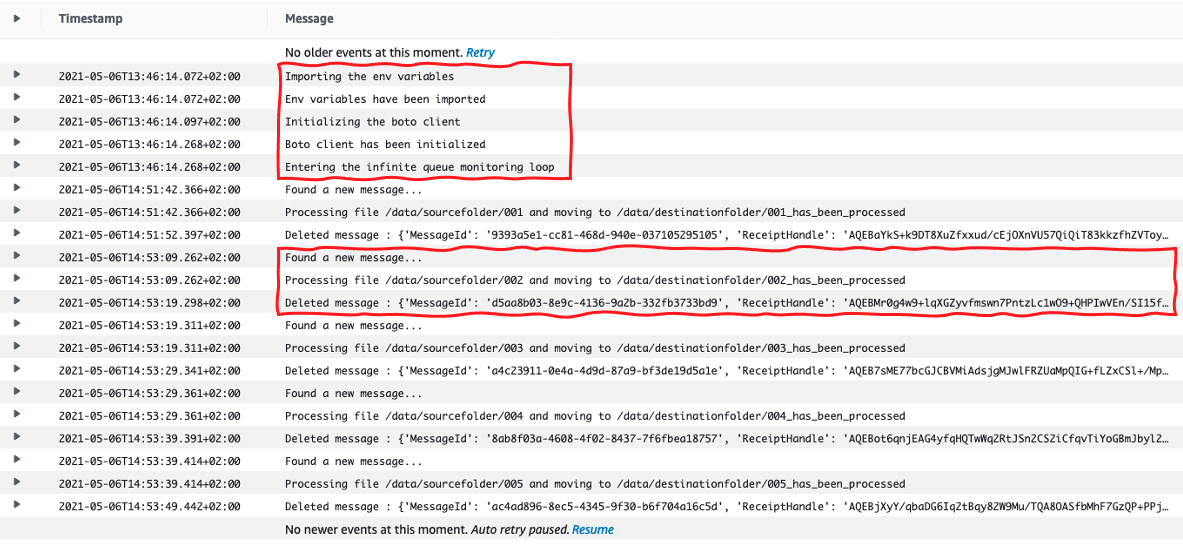 Timestamp Message
No older events at this moment. Retry
2021-05-06T13:46:14.072+02:00 Importing the env variables
2021-05-06T13:46:14.072+02:00 Env variables have been imported
2021-05-06T13:46:14.097+02:00 Initializing the boto client
2021-05-06T13:46:14.268+02:00 Boto client has been initialized
2021-05-06T13:46:14.268+02:00 Entering the infinite queue monitoring loop
2021-05-06T14:51:42.366+02:00 Found a new message...
2021-05-06T14:51:42.366+02:00 Processing file /data/sourcefolder/001 and moving to /data/destinationfolder/001_has_been_processed
2021-05-06T14:51:52.397+02:00 Deleted message : {'MessageId': '9393a5e1-cc81-468d-940e-037105295105', 'ReceiptHandle': 'AQEBaYkS+k9DT8XuZfxxud/cEjOXnVU57QiQiT83kkzfhZVToy…
2021-05-06T14:53:09.262+02:00 Found a new message...
2021-05-06T14:53:09.262+02:00 Processing file /data/sourcefolder/002 and moving to /data/destinationfolder/002_has_been_processed
2021-05-06T14:53:19.298+02:00 Deleted message : {'MessageId': 'd5aa8b03-8e9c-4136-9a2b-332fb3733bd9', 'ReceiptHandle': 'AQEBMr0g4w9+lqXGZyvfmswn7PntzLc1wO9+QHPIwVEn/SI15f…
2021-05-06T14:53:19.311+02:00 Found a new message...
2021-05-06T14:53:19.311+02:00 Processing file /data/sourcefolder/003 and moving to /data/destinationfolder/003_has_been_processed
2021-05-06T14:53:29.341+02:00 Deleted message : {'MessageId': 'a4c23911-0e4a-4d9d-87a9-bf3de19d5a1e', 'ReceiptHandle': 'AQEB7sME77bcGJCBVMiAdsjgMJwlFRZUaMpQIG+fLZxCSl+/Mp…
2021-05-06T14:53:29.361+02:00 Found a new message...
2021-05-06T14:53:29.361+02:00 Processing file /data/sourcefolder/004 and moving to /data/destinationfolder/004_has_been_processed
2021-05-06T14:53:39.391+02:00 Deleted message : {'MessageId': '8ab8f03a-4608-4f02-8437-7f6fbea18757', 'ReceiptHandle': 'AQEBot6qnjEAG4yfqHQTwWq2RtJSn2CS2iCfqvTiYoGBmJbyl2…
2021-05-06T14:53:39.414+02:00 Found a new message...
2021-05-06T14:53:39.414+02:00 Processing file /data/sourcefolder/005 and moving to /data/destinationfolder/005_has_been_processed
2021-05-06T14:53:49.442+02:00 Deleted message : {'MessageId': 'ac4ad896-8ec5-4345-9f30-b6f704a16c5d', 'ReceiptHandle': 'AQEBjXyY/qbaDG6Iq2tBqy82W9Mu/TQA8OASfbMhF7GzQP+PPj…
No newer events at this moment. Auto retry paused. Resume